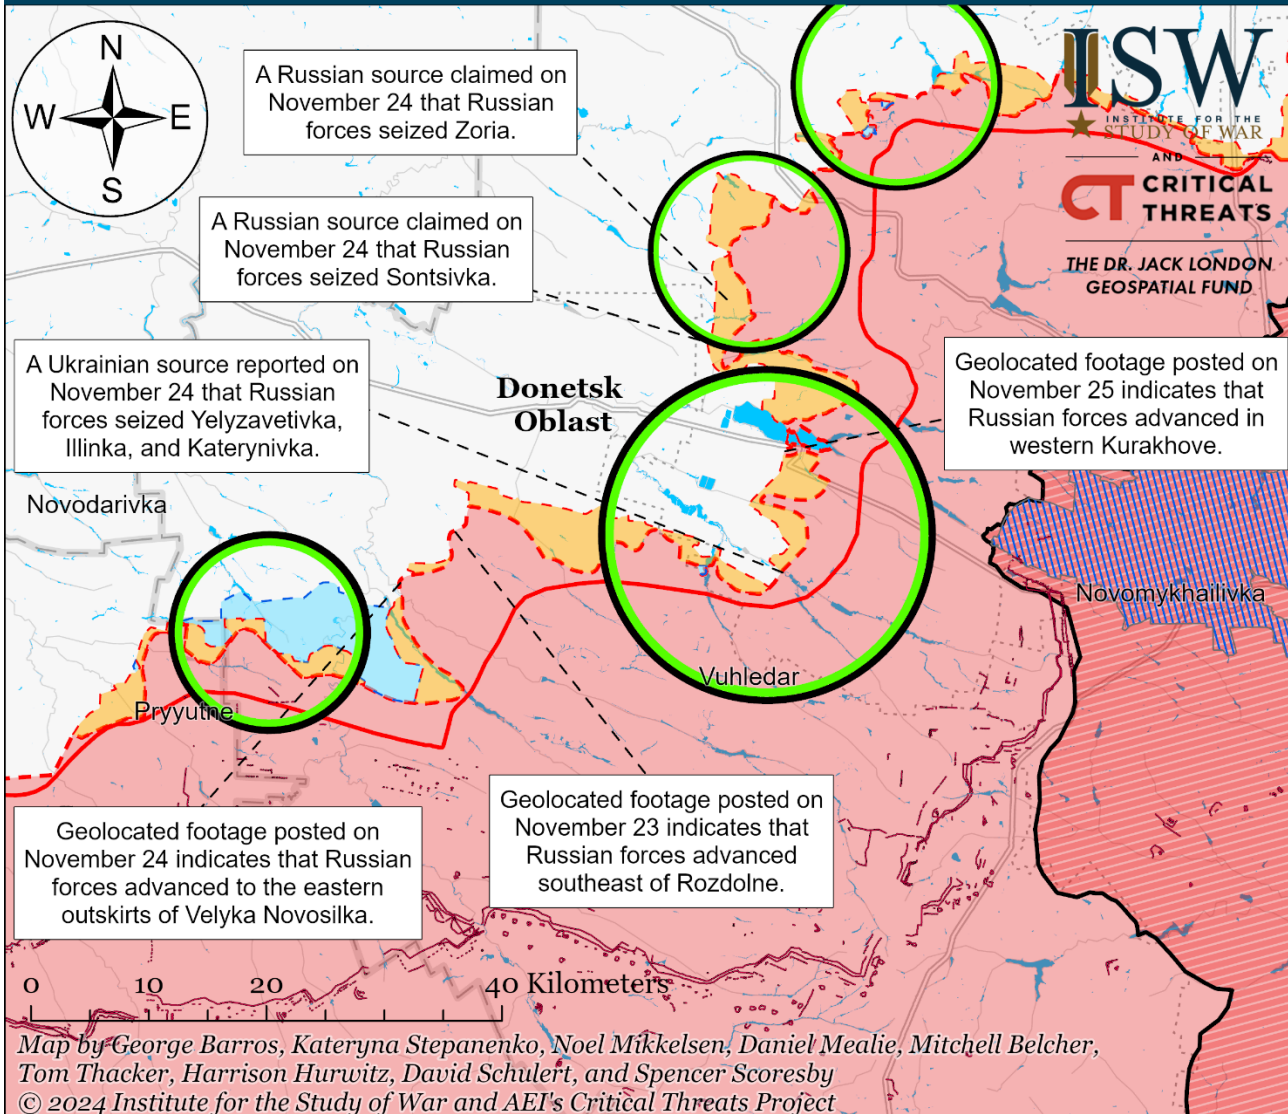 N
W
E
S
A Russian source claimed on
November 24 that Russian
forces seized Zoria.
ISW
INSTITUTE FOR THE
STUDY OF WAR
AND
CT CRITICAL
THREATS
THE DR. JACK LONDON
GEOSPATIAL FUND
A Russian source claimed on
November 24 that Russian
forces seized Sontsivka.
A Ukrainian source reported on
November 24 that Russian
forces seized Yelyzavetivka,
Illinka, and Katerynivka.
Donetsk
Oblast
Geolocated footage posted on
November 25 indicates that
Russian forces advanced in
western Kurakhove.
Novodarivka
Novomykhailivka
Vuhledar
Pryyutne
Geolocated footage posted on
November 24 indicates that Russian
forces advanced to the eastern
outskirts of Velyka Novosilka.
Geolocated footage posted on
November 23 indicates that
Russian forces advanced
southeast of Rozdolne.
0 10 20 40 Kilometers
Map by George Barros, Kateryna Stepanenko, Noel Mikkelsen, Daniel Mealie, Mitchell Belcher,
Tom Thacker, Harrison Hurwitz, David Schulert, and Spencer Scoresby
© 2024 Institute for the Study of War and AEI's Critical Threats Project